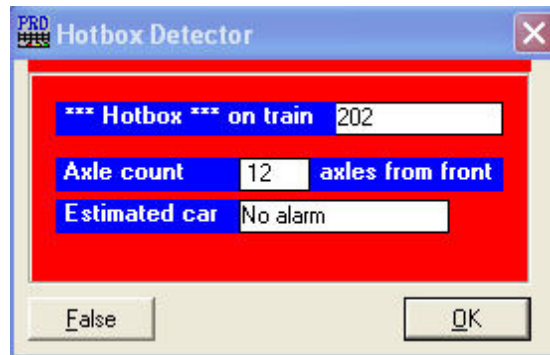 PRD Hotbox Detector
*** Hotbox *** on train 202
Axle count 12 axles from front
Estimated car No alarm
False OK